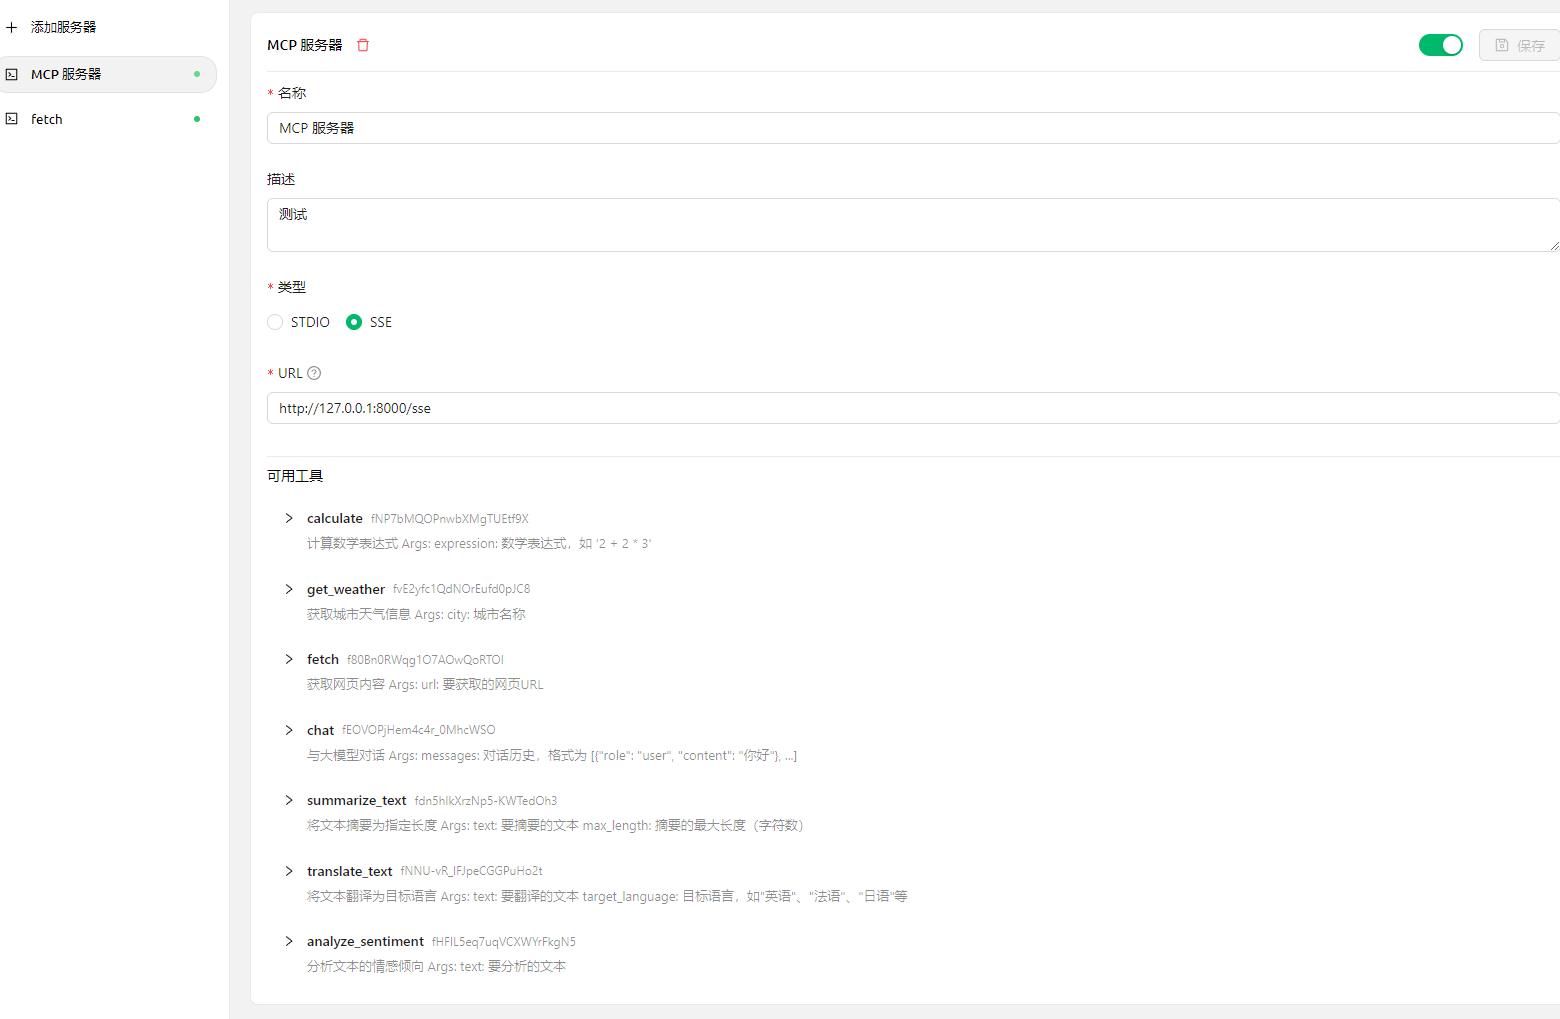 添加服务器
MCP 服务器
fetch
MCP 服务器
保存
* 名称
MCP 服务器
描述
测试
* 类型
STDIO
SSE
* URL
http://127.0.0.1:8000/sse
可用工具
calculate fNP7bMQOPnwbXMgTUEtf9X
计算数学表达式 Args: expression: 数学表达式，如 '2 + 2 * 3'
get_weather fvE2yfc1QdNOrEufd0pJC8
获取城市天气信息 Args: city: 城市名称
fetch f80Bn0RWqg1O7AOwQoRTOI
获取网页内容 Args: url: 要获取的网页URL
chat fEOVOPjHem4c4r_0MhcWSO
与大模型对话 Args: messages: 对话历史，格式为 [{"role": "user", "content": "你好"}, ...]
summarize_text fdn5hIkXrzNp5-KWTedOh3
将文本摘要为指定长度 Args: text: 要摘要的文本 max_length: 摘要的最大长度（字符数）
translate_text fNNU-vR_IFJpeCGGPuHo2t
将文本翻译为目标语言 Args: text: 要翻译的文本 target_language: 目标语言，如"英语"、"法语"、"日语"等
analyze_sentiment fHFIL5eq7uqVCXWYrFkgN5
分析文本的情感倾向 Args: text: 要分析的文本